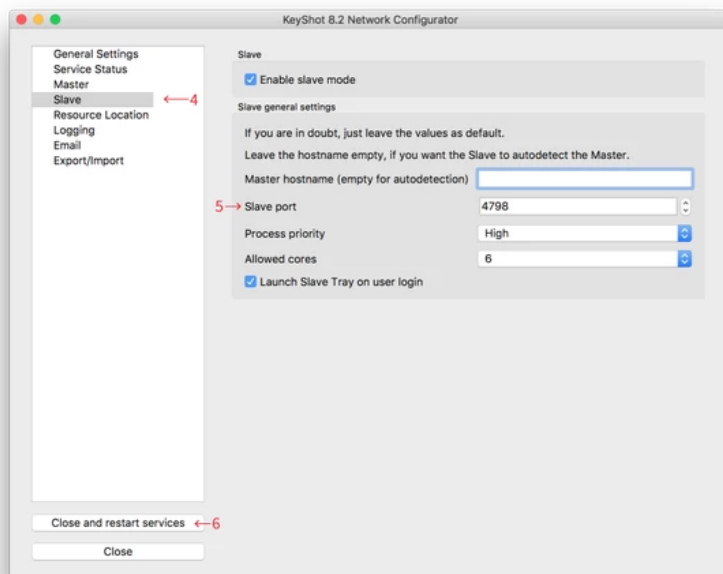 KeyShot 8.2 Network Configurator
General Settings
Service Status
Master
Slave ←4
Resource Location
Logging
Email
Export/Import
Slave
Enable slave mode
Slave general settings
If you are in doubt, just leave the values as default.
Leave the hostname empty, if you want the Slave to autodetect the Master.
Master hostname (empty for autodetection)
5→ Slave port 4798
Process priority High
Allowed cores 6
Launch Slave Tray on user login
Close and restart services ←6
Close